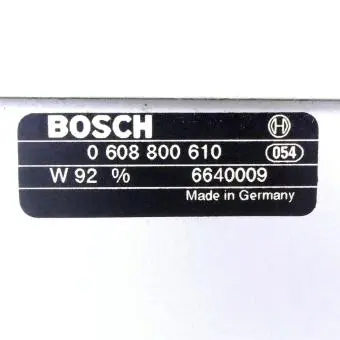 BOSCH
0 608 800 610 054
W 92 % 6640009
Made in Germany